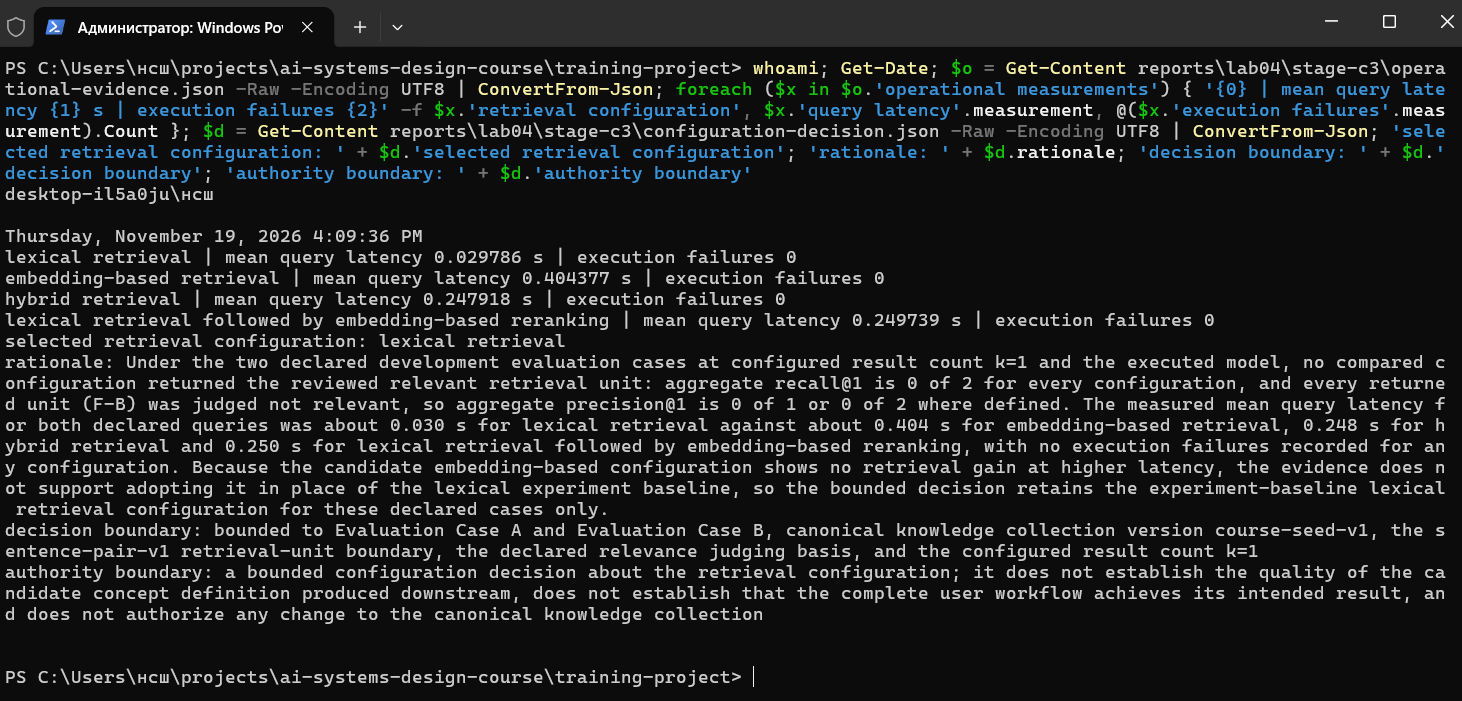 Администратор: Windows Po
PS C:\Users\нсш\projects\ai-systems-design-course\training-project> whoami; Get-Date; $o = Get-Content reports\lab04\stage-c3\opera
tional-evidence.json -Raw -Encoding UTF8 | ConvertFrom-Json; foreach ($x in $o.'operational measurements') { '{0} | mean query late
ncy {1} s | execution failures {2}' -f $x.'retrieval configuration', $x.'query latency'.measurement, @($x.'execution failures'.meas
urement).Count }; $d = Get-Content reports\lab04\stage-c3\configuration-decision.json -Raw -Encoding UTF8 | ConvertFrom-Json; 'sele
cted retrieval configuration: ' + $d.'selected retrieval configuration'; 'rationale: ' + $d.rationale; 'decision boundary: ' + $d.'
decision boundary'; 'authority boundary: ' + $d.'authority boundary'
desktop-il5a0ju\нсш
Thursday, November 19, 2026 4:09:36 PM
lexical retrieval | mean query latency 0.029786 s | execution failures 0
embedding-based retrieval | mean query latency 0.404377 s | execution failures 0
hybrid retrieval | mean query latency 0.247918 s | execution failures 0
lexical retrieval followed by embedding-based reranking | mean query latency 0.249739 s | execution failures 0
selected retrieval configuration: lexical retrieval
rationale: Under the two declared development evaluation cases at configured result count k=1 and the executed model, no compared c
onfiguration returned the reviewed relevant retrieval unit: aggregate recall@1 is 0 of 2 for every configuration, and every returne
d unit (F-B) was judged not relevant, so aggregate precision@1 is 0 of 1 or 0 of 2 where defined. The measured mean query latency f
or both declared queries was about 0.030 s for lexical retrieval against about 0.404 s for embedding-based retrieval, 0.248 s for h
ybrid retrieval and 0.250 s for lexical retrieval followed by embedding-based reranking, with no execution failures recorded for an
y configuration. Because the candidate embedding-based configuration shows no retrieval gain at higher latency, the evidence does n
ot support adopting it in place of the lexical experiment baseline, so the bounded decision retains the experiment-baseline lexical
 retrieval configuration for these declared cases only.
decision boundary: bounded to Evaluation Case A and Evaluation Case B, canonical knowledge collection version course-seed-v1, the s
entence-pair-v1 retrieval-unit boundary, the declared relevance judging basis, and the configured result count k=1
authority boundary: a bounded configuration decision about the retrieval configuration; it does not establish the quality of the ca
ndidate concept definition produced downstream, does not establish that the complete user workflow achieves its intended result, an
d does not authorize any change to the canonical knowledge collection
PS C:\Users\нсш\projects\ai-systems-design-course\training-project>